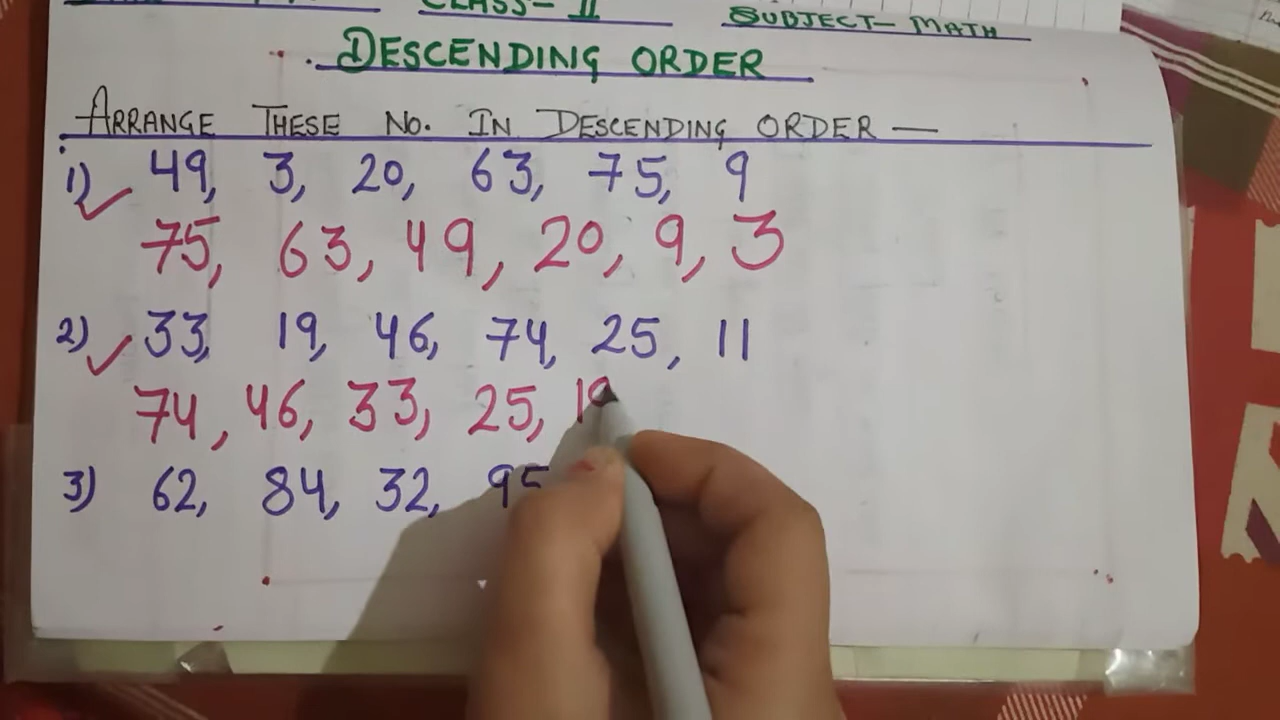 CLASS- II SUBJECT- MATH
DESCENDING ORDER
ARRANGE THESE NO. IN DESCENDING ORDER —
1) 49, 3, 20, 63, 75, 9
75, 63, 49, 20, 9, 3
2) 33, 19, 46, 74, 25, 11
74, 46, 33, 25, 19
3) 62, 84, 32, 95